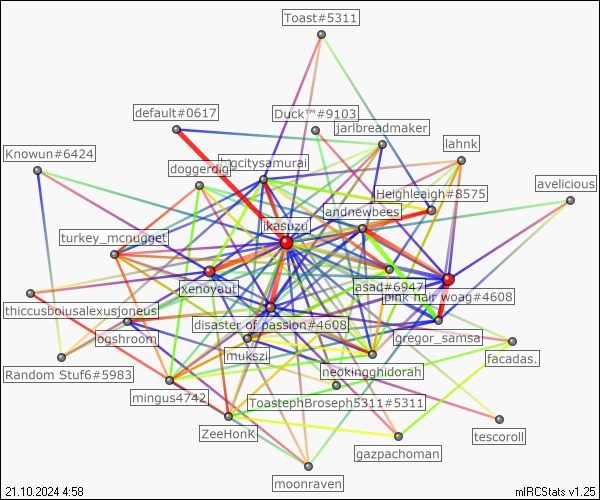 Toast#5311
default#0617
Duck™#9103
jarlbreadmaker
lahnk
Knowun#6424
doggerdig
gcitysamurai
Heighleaigh#8575
avelicious
andnewbees
ikasuzu
turkey_mcnugget
xenoyaut
asad#6947
pink hair woag#4608
thiccusboiusalexusjoneus
disaster of passion#4608
ogshroom
gregor_samsa
mukszi
facadas.
Random Stuf6#5983
neokingghidorah
mingus4742
ToastephBroseph5311#5311
ZeeHonK
tescoroll
gazpachoman
moonraven
21.10.2024 4:58
mIRCStats v1.25